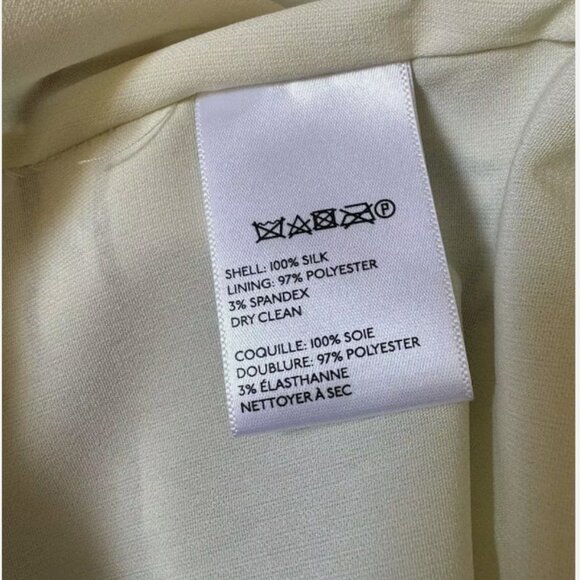 P
SHELL: 100% SILK
LINING: 97% POLYESTER
3% SPANDEX
DRY CLEAN
COQUILLE: 100% SOIE
DOUBLURE: 97% POLYESTER
3% ÉLASTHANNE
NETTOYER À SEC